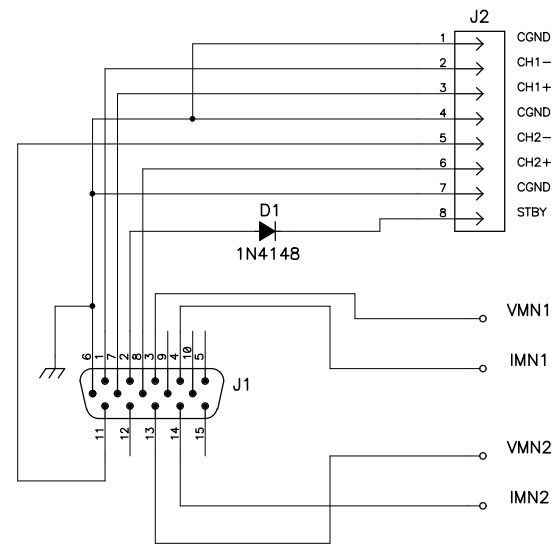 J2
1 CGND
2 CH1−
3 CH1+
4 CGND
5 CH2−
6 CH2+
7 CGND
8 STBY
D1
1N4148
VMN1
IMN1
6 1 7 2 8 3 9 4 10 5
J1
11 12 13 14 15
VMN2
IMN2